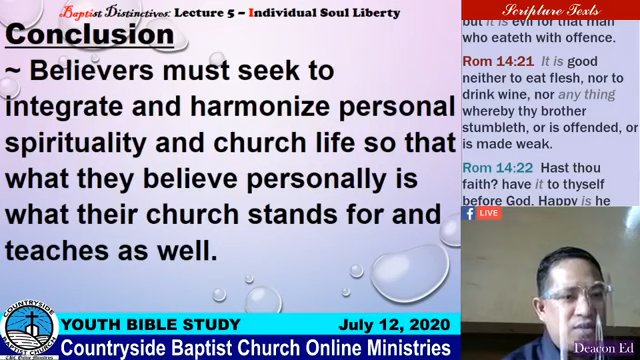 Baptist Distinctives: Lecture 5 – Individual Soul Liberty
Conclusion
~ Believers must seek to
integrate and harmonize personal
spirituality and church life so that
what they believe personally is
what their church stands for and
teaches as well.
Scripture Texts
but it is evil for that man
who eateth with offence.
Rom 14:21 It is good
neither to eat flesh, nor to
drink wine, nor any thing
whereby thy brother
stumbleth, or is offended, or
is made weak.
Rom 14:22 Hast thou
faith? have it to thyself
before God. Happy is he
f LIVE
Deacon Ed
COUNTRYSIDE
BAPTIST CHURCH
YOUTH BIBLE STUDY July 12, 2020
Countryside Baptist Church Online Ministries